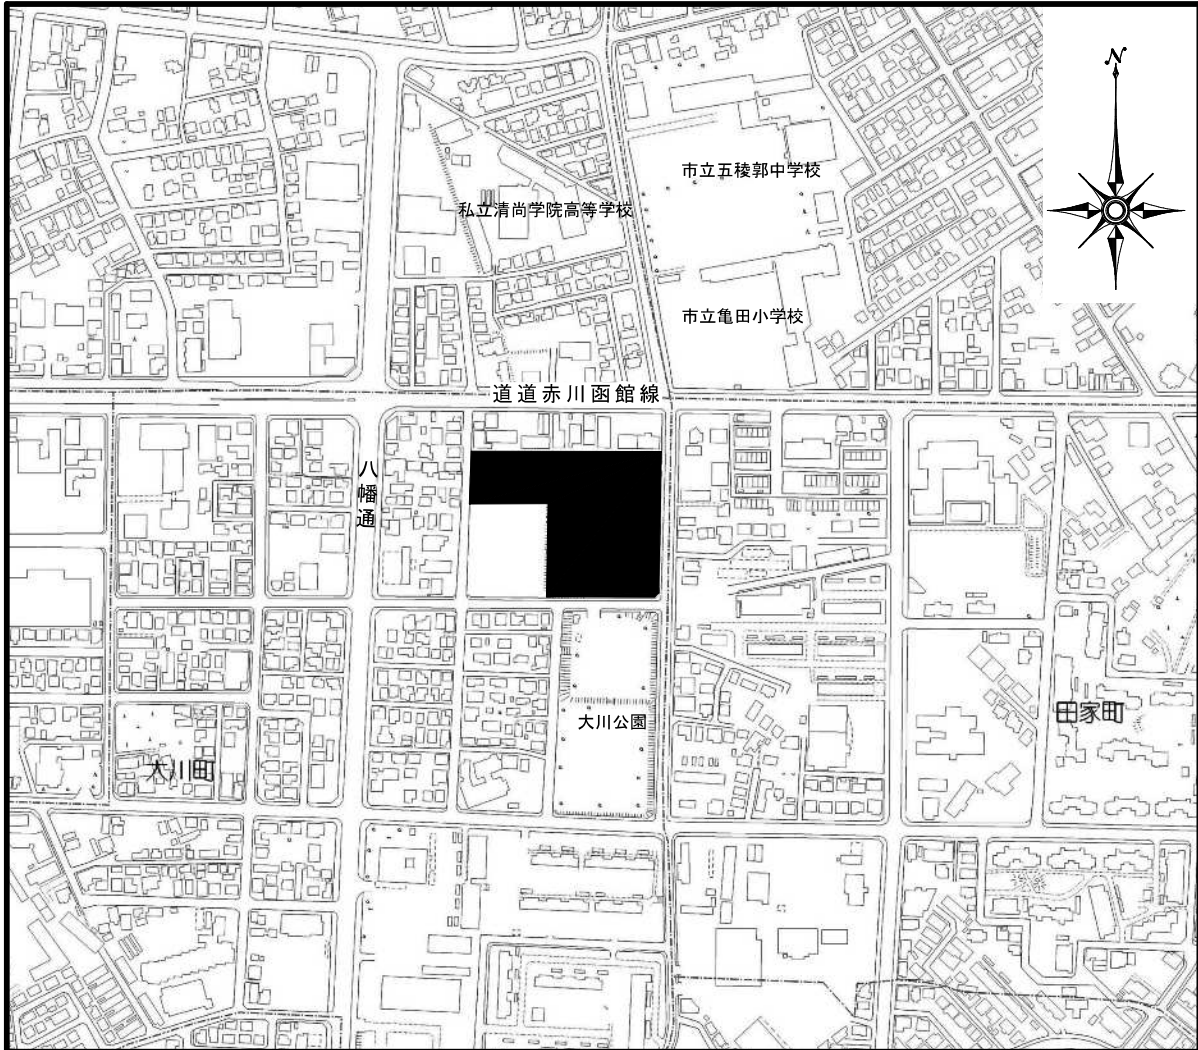 N
市立五稜郭中学校
私立清尚学院高等学校
市立亀田小学校
道道赤川函館線
八幡通
大川公園
田家町
大川町